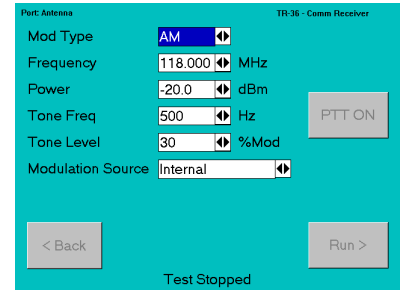 Port: Antenna TR-36 - Comm Receiver
Mod Type AM
Frequency 118.000 MHz
Power -20.0 dBm
Tone Freq 500 Hz
PTT ON
Tone Level 30 %Mod
Modulation Source Internal
< Back Run >
Test Stopped